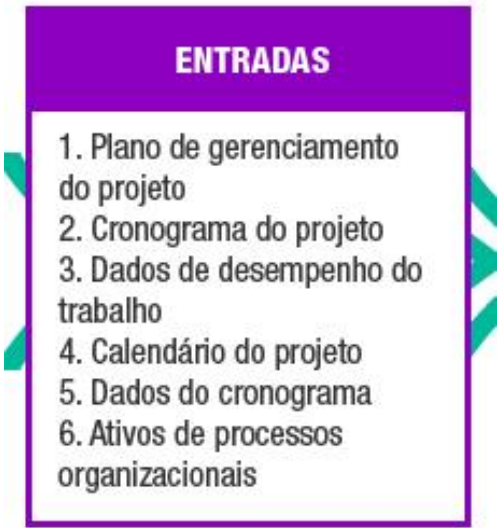 ENTRADAS
1. Plano de gerenciamento
do projeto
2. Cronograma do projeto
3. Dados de desempenho do
trabalho
4. Calendário do projeto
5. Dados do cronograma
6. Ativos de processos
organizacionais